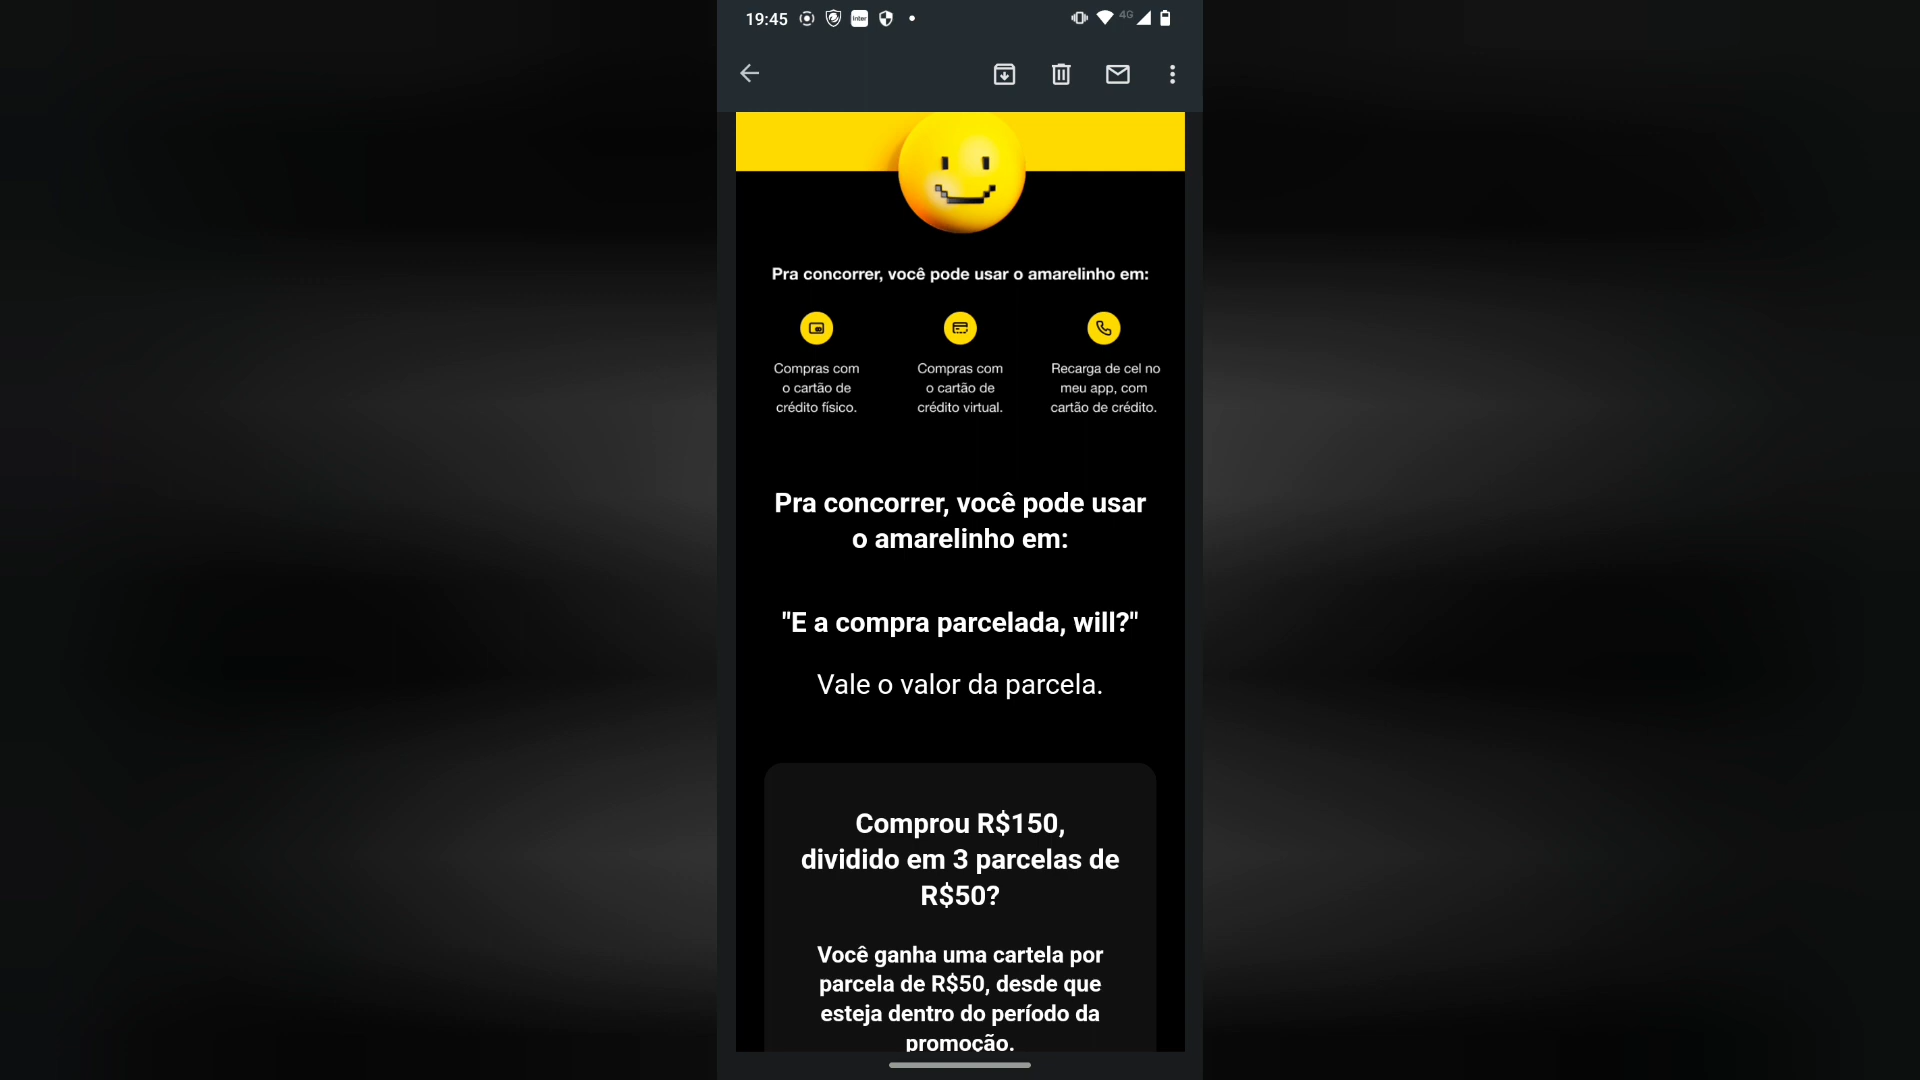 19:45
inter
4G
Pra concorrer, você pode usar o amarelinho em:
Compras com
o cartão de
crédito físico.
Compras com
o cartão de
crédito virtual.
Recarga de cel no
meu app, com
cartão de crédito.
Pra concorrer, você pode usar
o amarelinho em:
"E a compra parcelada, will?"
Vale o valor da parcela.
Comprou R$150,
dividido em 3 parcelas de
R$50?
Você ganha uma cartela por
parcela de R$50, desde que
esteja dentro do período da
promoção.